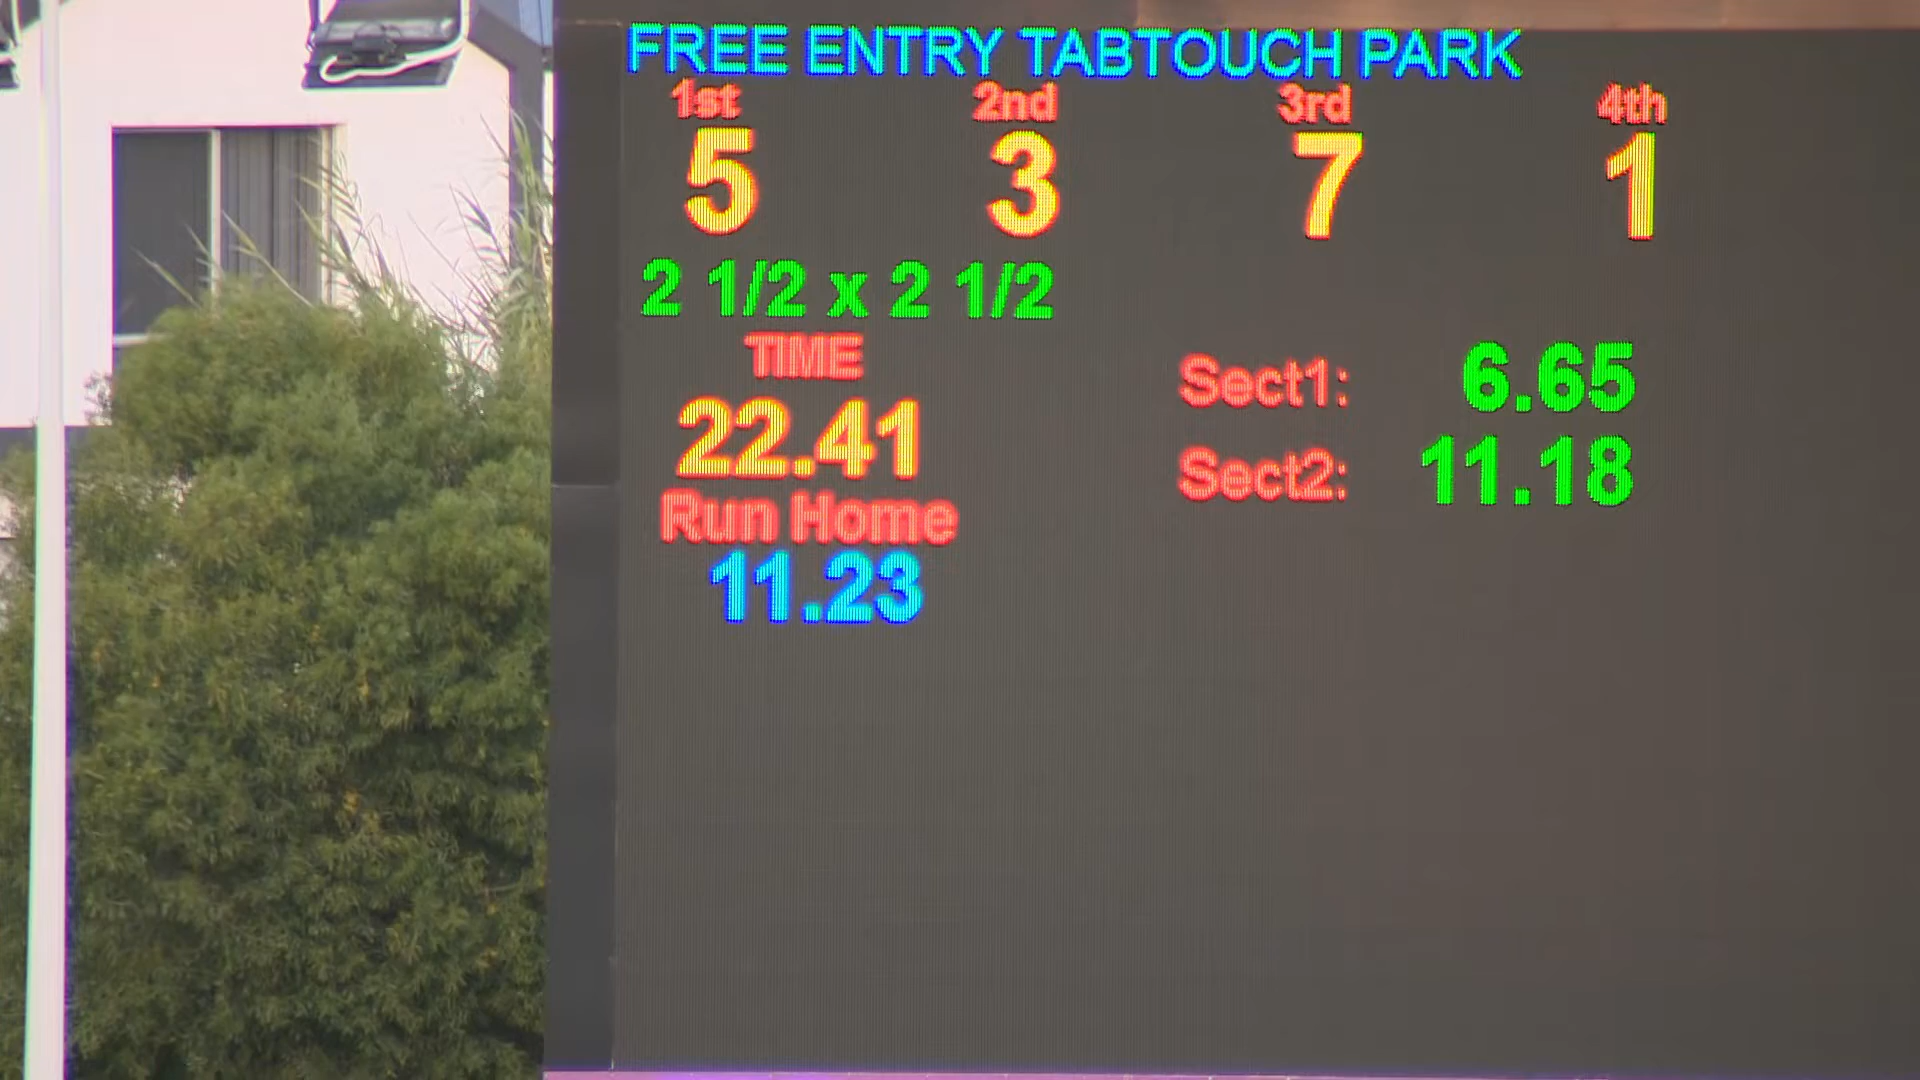 FREE ENTRY TABTOUCH PARK
1st 2nd 3rd 4th
5 3 7 1
2 1/2 x 2 1/2
TIME
22.41
Run Home
11.23
Sect1: 6.65
Sect2: 11.18